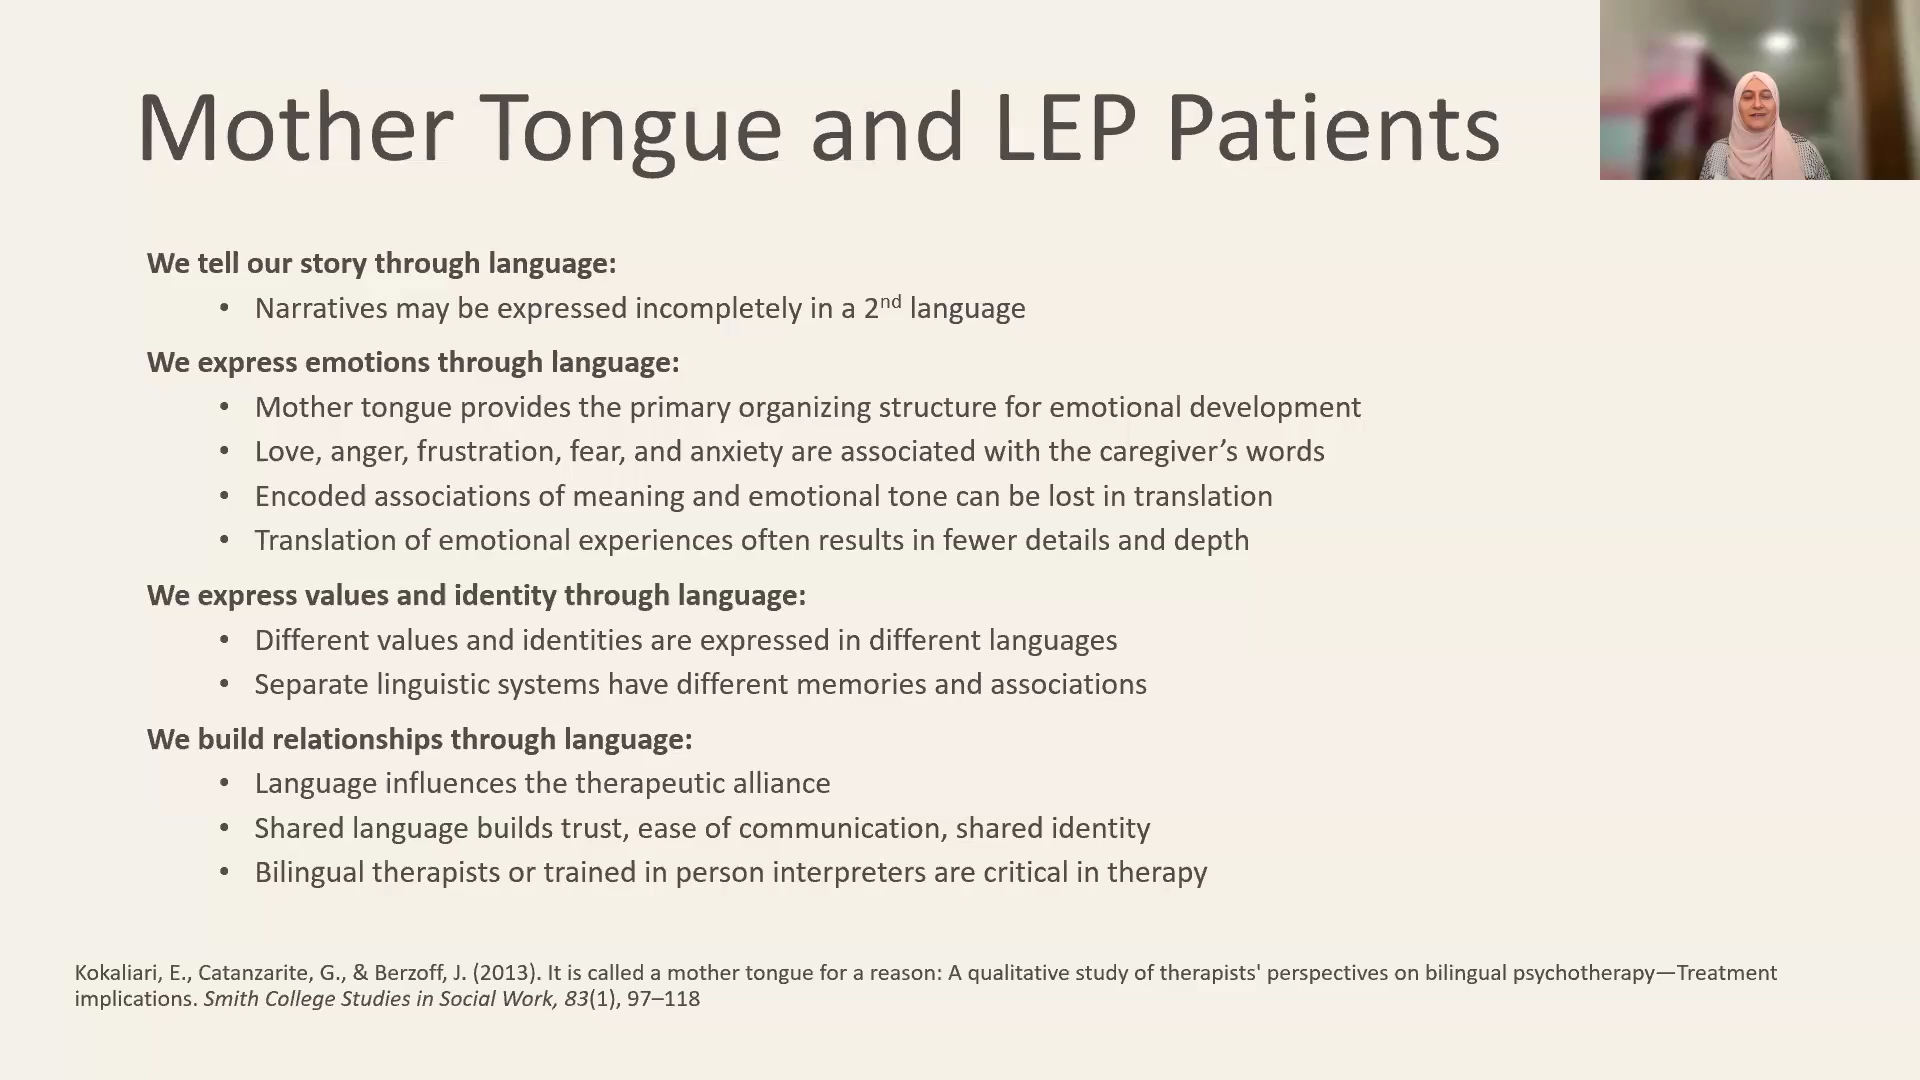 Mother Tongue and LEP Patients
We tell our story through language:
• Narratives may be expressed incompletely in a 2nd language
We express emotions through language:
• Mother tongue provides the primary organizing structure for emotional development
• Love, anger, frustration, fear, and anxiety are associated with the caregiver’s words
• Encoded associations of meaning and emotional tone can be lost in translation
• Translation of emotional experiences often results in fewer details and depth
We express values and identity through language:
• Different values and identities are expressed in different languages
• Separate linguistic systems have different memories and associations
We build relationships through language:
• Language influences the therapeutic alliance
• Shared language builds trust, ease of communication, shared identity
• Bilingual therapists or trained in person interpreters are critical in therapy
Kokaliari, E., Catanzarite, G., & Berzoff, J. (2013). It is called a mother tongue for a reason: A qualitative study of therapists' perspectives on bilingual psychotherapy—Treatment
implications. Smith College Studies in Social Work, 83(1), 97–118